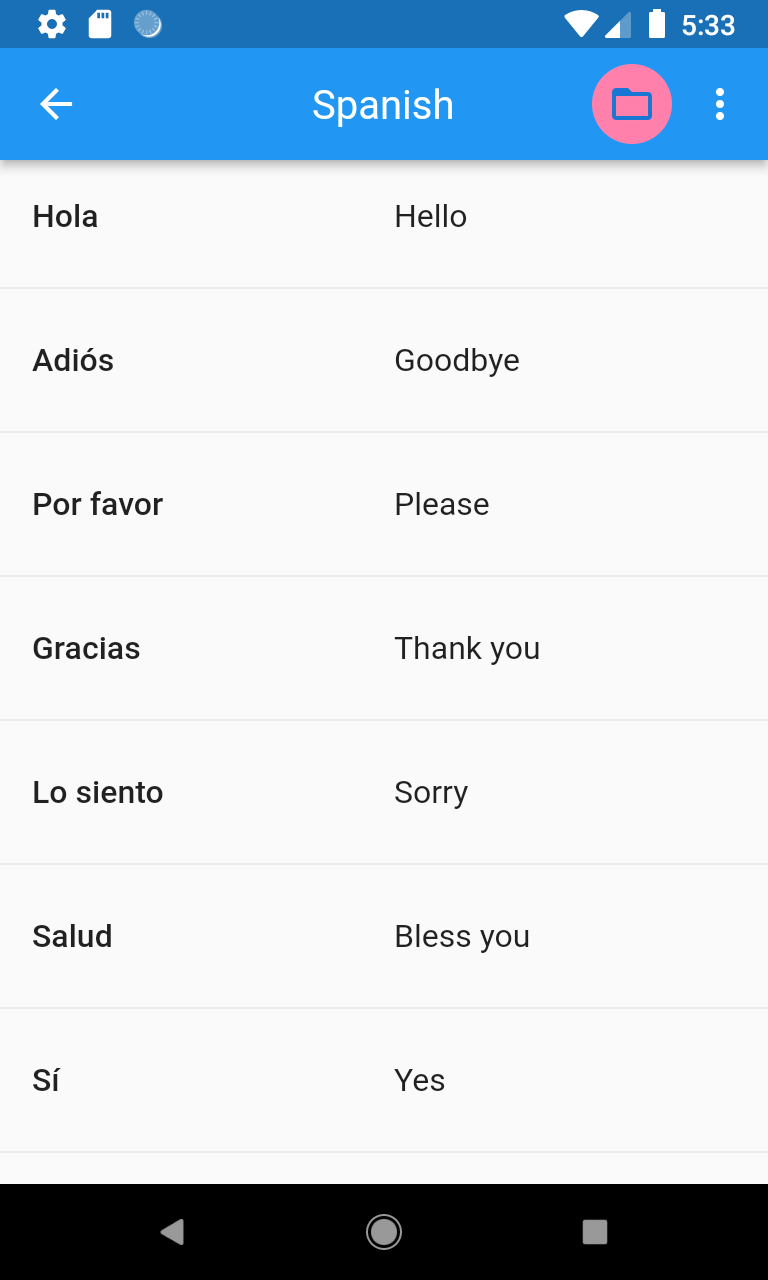 5:33
Spanish
Hola Hello
Adiós Goodbye
Por favor Please
Gracias Thank you
Lo siento Sorry
Salud Bless you
Sí Yes